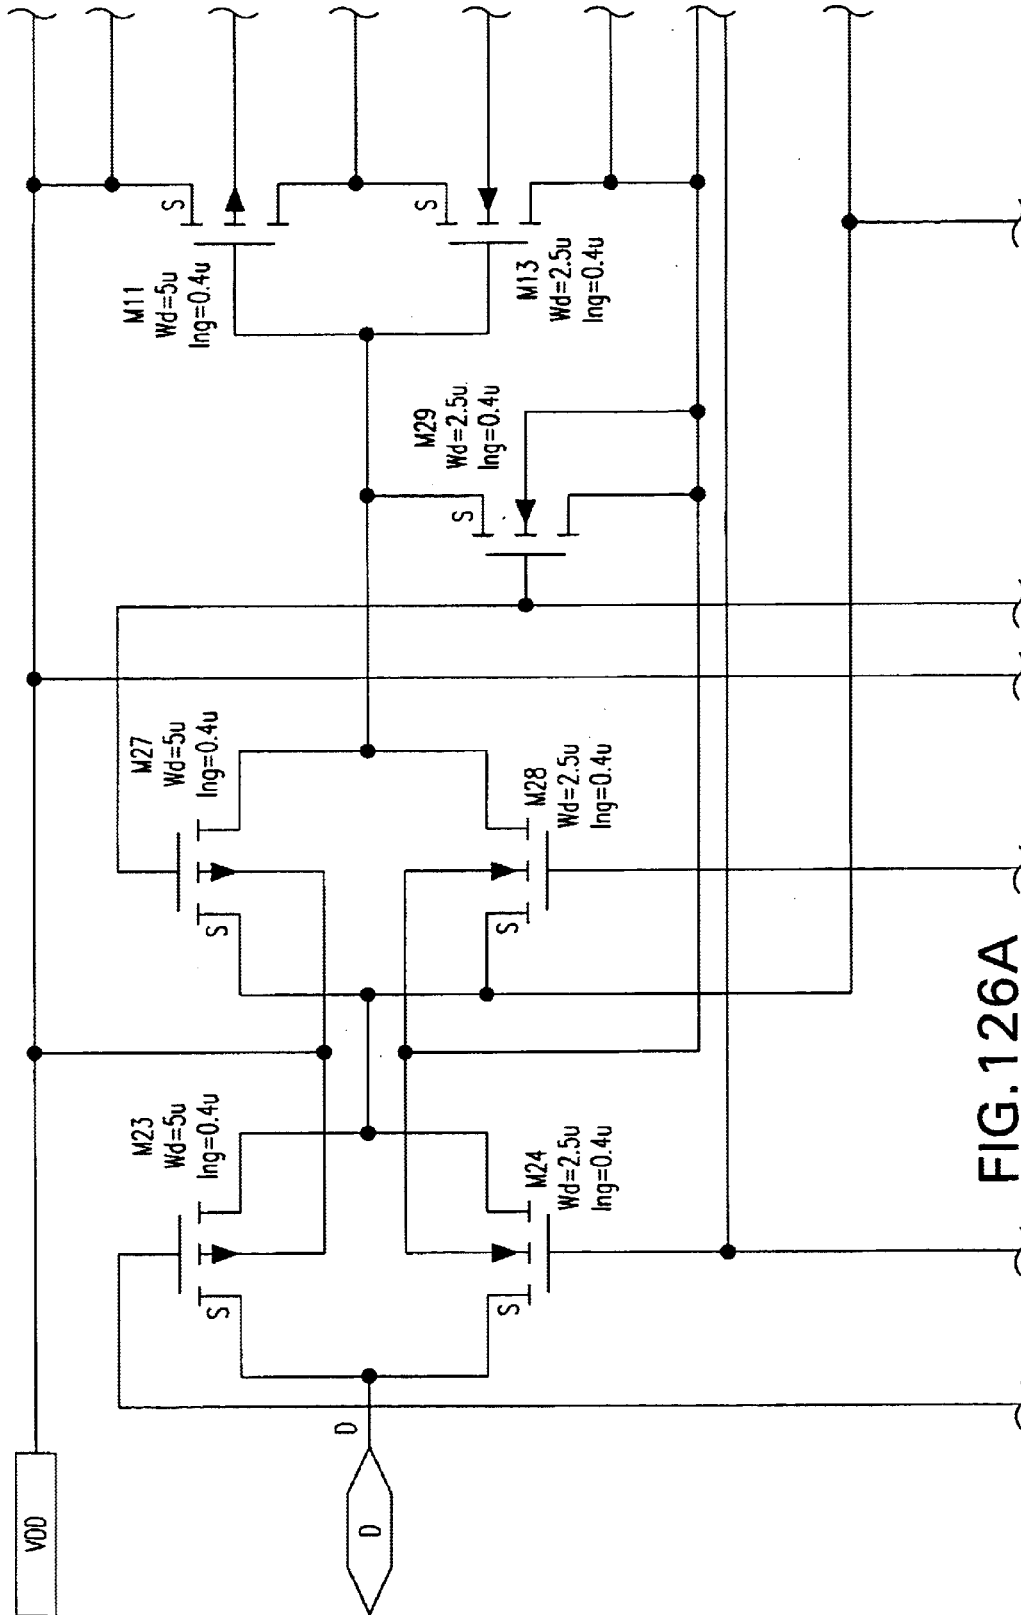 VDD
D
D
M23
Wd=5u
lng=0.4u
S
M24
Wd=2.5u
lng=0.4u
S
M27
Wd=5u
lng=0.4u
S
M28
Wd=2.5u
lng=0.4u
S
M29
Wd=2.5u
lng=0.4u
S
M11
Wd=5u
lng=0.4u
S
M13
Wd=2.5u
lng=0.4u
S
FIG.126A